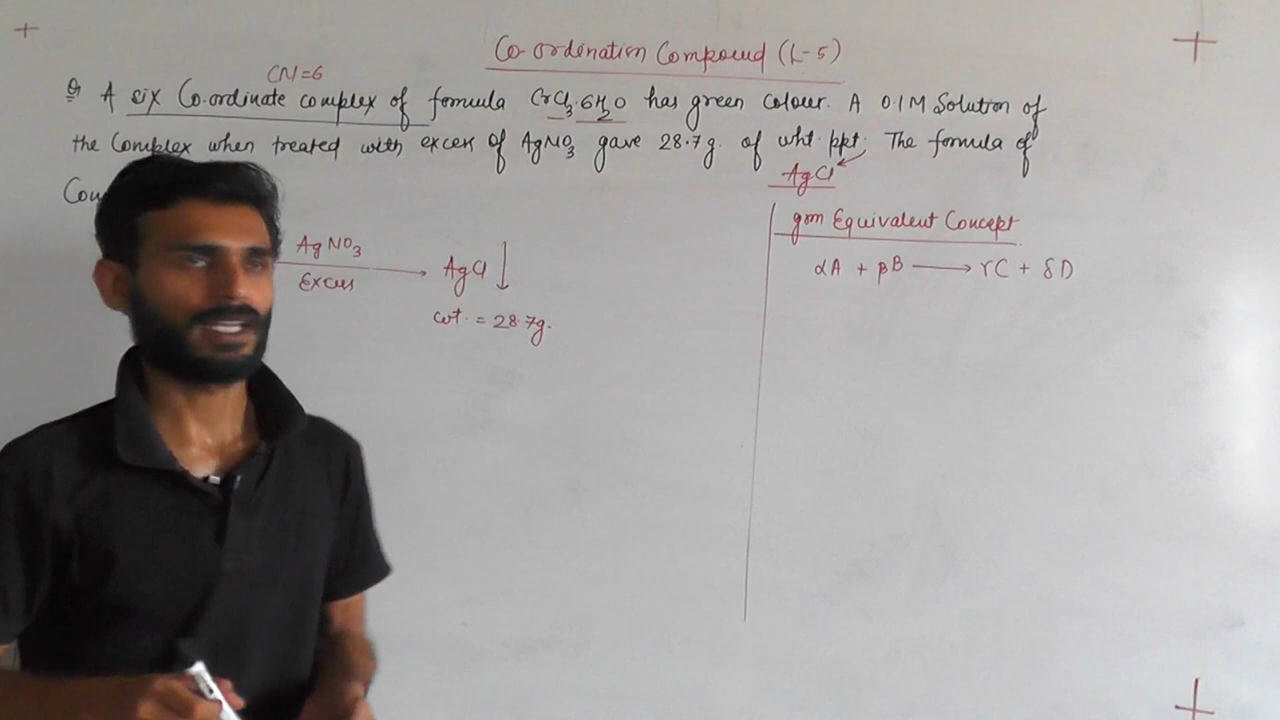 Co-ordination Compound (L-5)
CN=6
Q A six Co.ordinate complex of formula CrCl3.6H2O has green colour. A 0.1M Solution of
the Complex when treated with excess of AgNO3 gave 28.7g. of wht. ppt. The formula of
AgCl
AgNO3
Excess
AgCl ↓
wt. = 28.7g.
gm Equivalent Concept
αA + βB → γC + δD